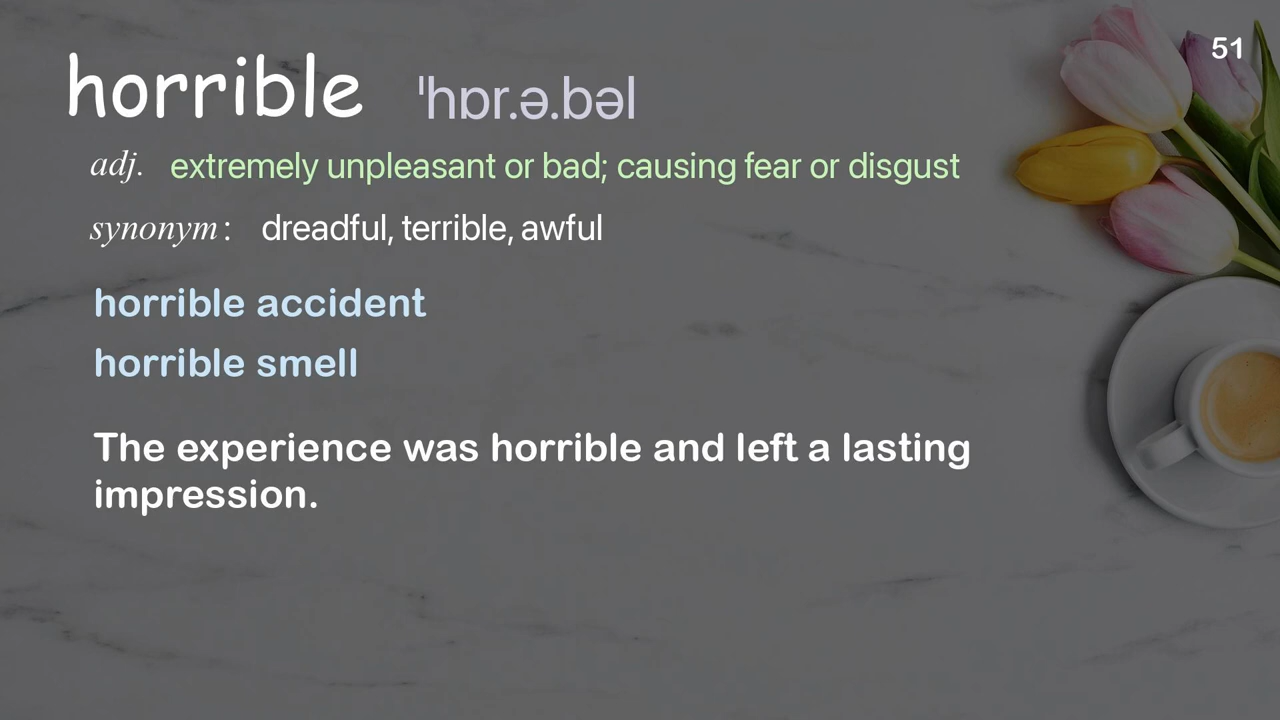 51
horrible ˈhɒr.ə.bəl
adj. extremely unpleasant or bad; causing fear or disgust
synonym: dreadful, terrible, awful
horrible accident
horrible smell
The experience was horrible and left a lasting
impression.